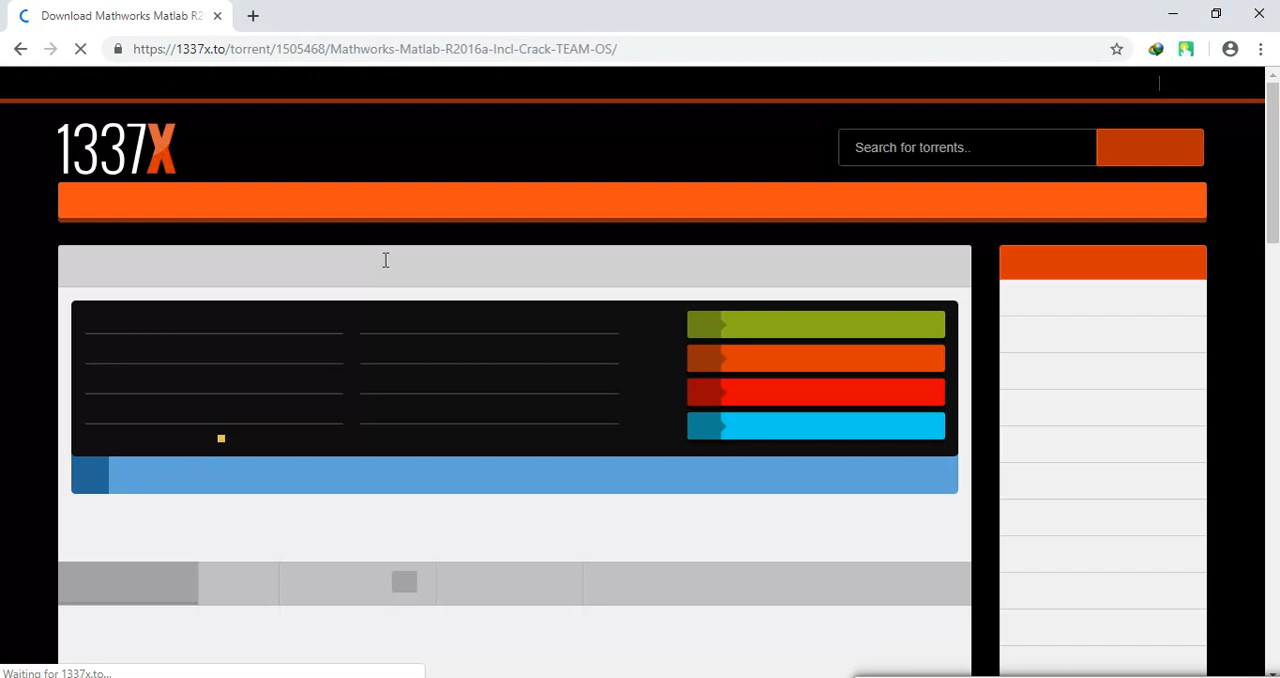 Download Mathworks Matlab R2
https://1337x.to/torrent/1505468/Mathworks-Matlab-R2016a-Incl-Crack-TEAM-OS/
1337X
Search for torrents..
Waiting for 1337x.to...